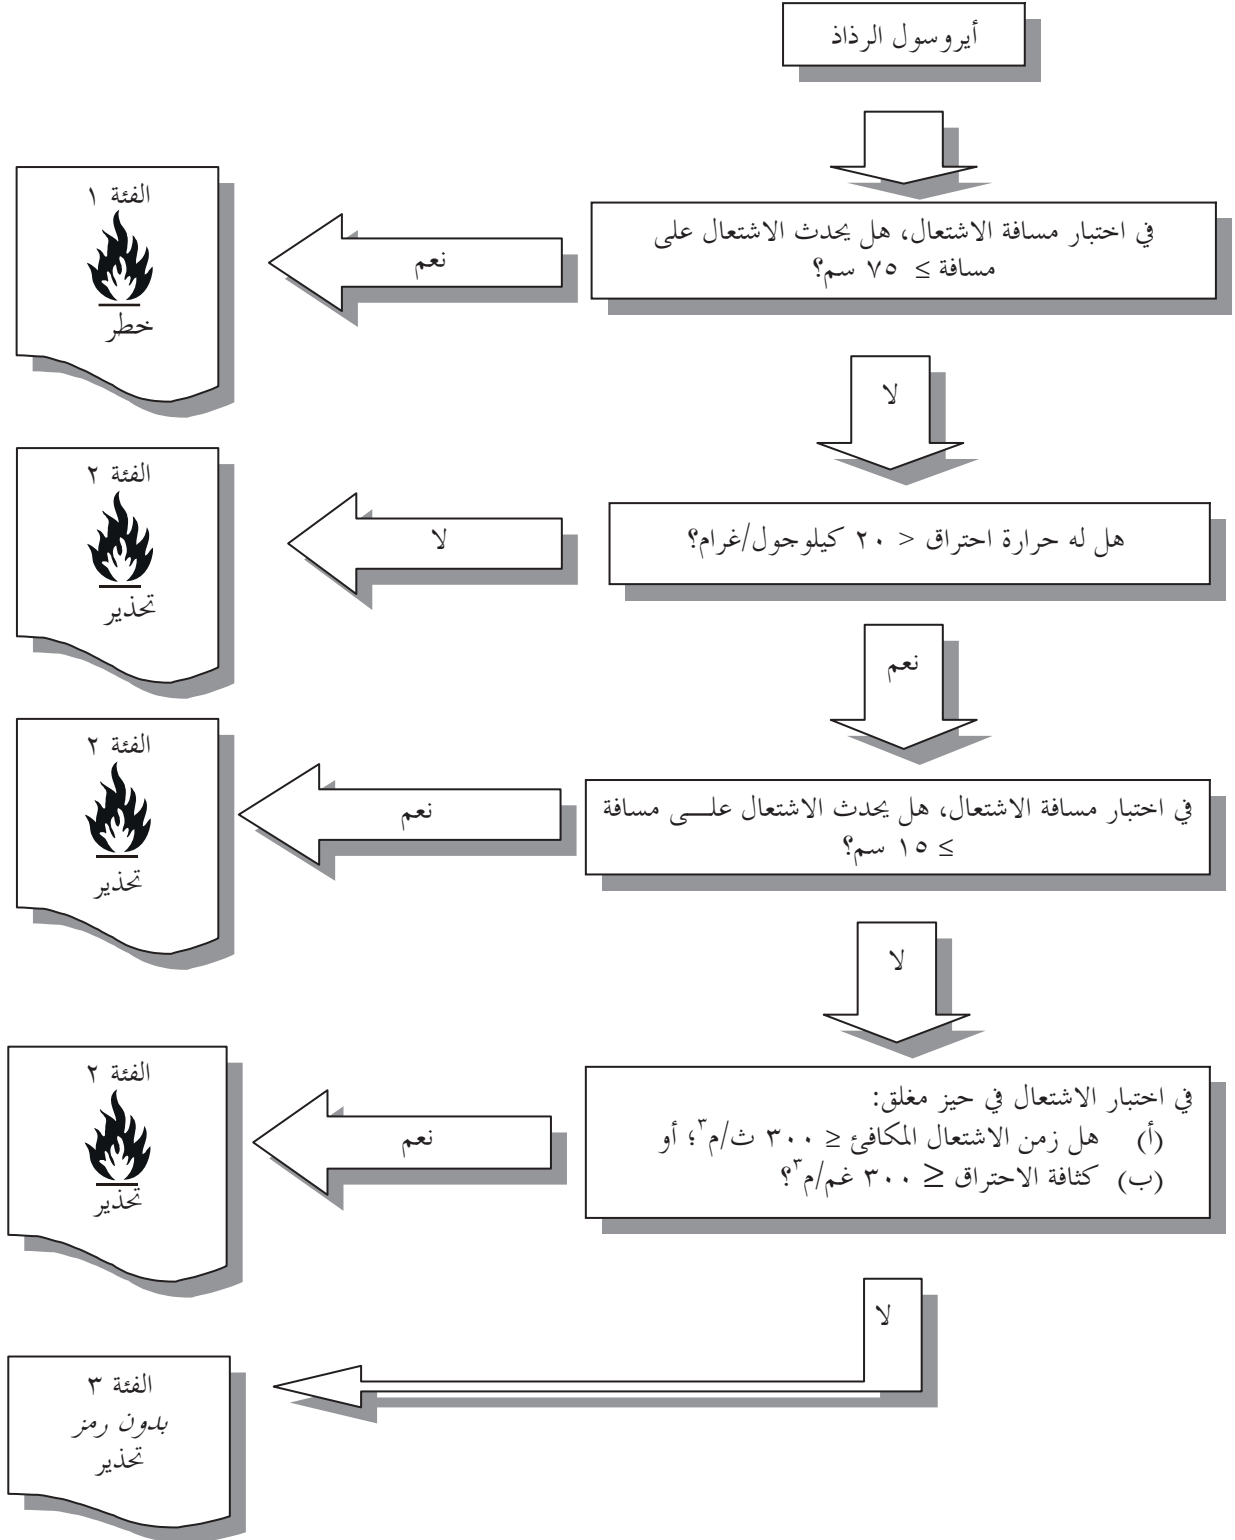 أيروسول الرذاذ
في اختبار مسافة الاشتعال، هل يحدث الاشتعال على
مسافة ≥ ٧٥ سم؟
نعم
الفئة ١
خطر
لا
هل له حرارة احتراق < ٢٠ كيلوجول/غرام؟
لا
الفئة ٢
تحذير
نعم
في اختبار مسافة الاشتعال، هل يحدث الاشتعال علـــى مسافة
≥ ١٥ سم؟
نعم
الفئة ٢
تحذير
لا
في اختبار الاشتعال في حيز مغلق:
(أ) هل زمن الاشتعال المكافئ ≤ ٣٠٠ ث/م٣؛ أو
(ب) كثافة الاحتراق ≤ ٣٠٠ غم/م٣؟
نعم
الفئة ٢
تحذير
لا
الفئة ٣
بدون رمز
تحذير